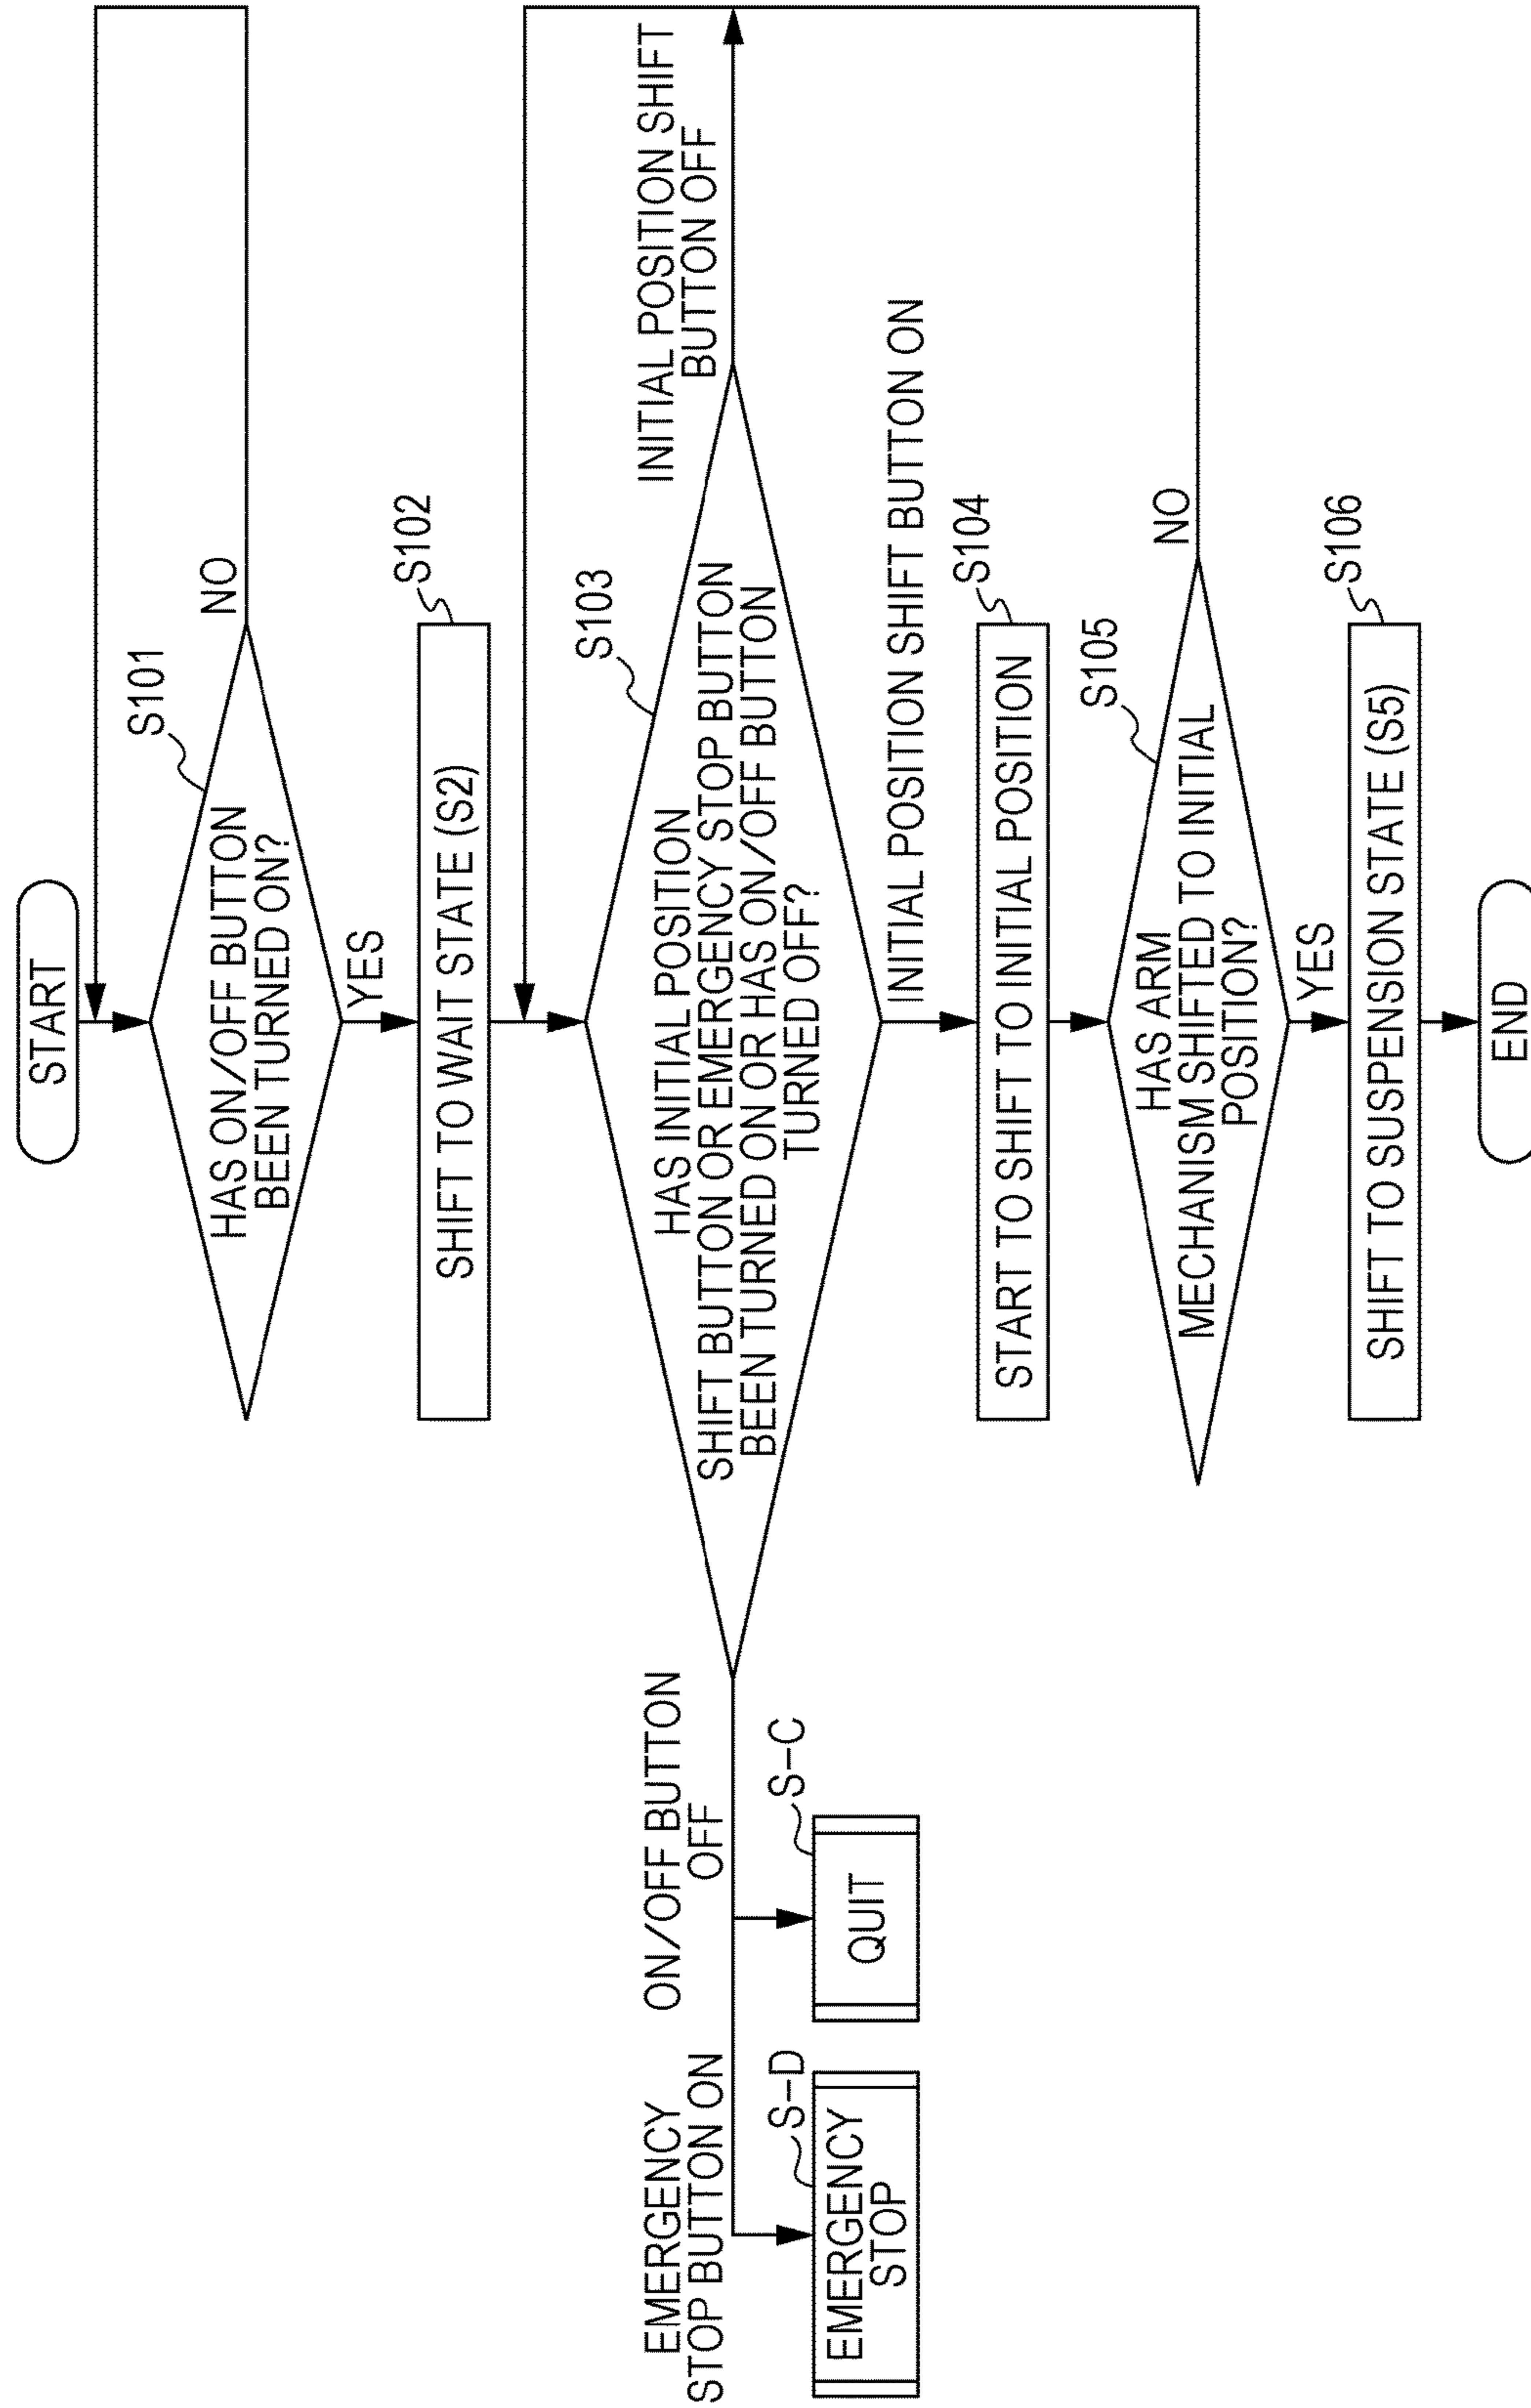 START
S101
HAS ON/OFF BUTTON
BEEN TURNED ON?
NO
YES
S102
SHIFT TO WAIT STATE (S2)
S103
HAS INITIAL POSITION
SHIFT BUTTON OR EMERGENCY STOP BUTTON
BEEN TURNED ON OR HAS ON/OFF BUTTON
TURNED OFF?
INITIAL POSITION SHIFT
BUTTON OFF
EMERGENCY
STOP BUTTON ON
ON/OFF BUTTON
OFF
S-D
EMERGENCY
STOP
S-C
QUIT
INITIAL POSITION SHIFT BUTTON ON
S104
START TO SHIFT TO INITIAL POSITION
S105
HAS ARM
MECHANISM SHIFTED TO INITIAL
POSITION?
NO
YES
S106
SHIFT TO SUSPENSION STATE (S5)
END